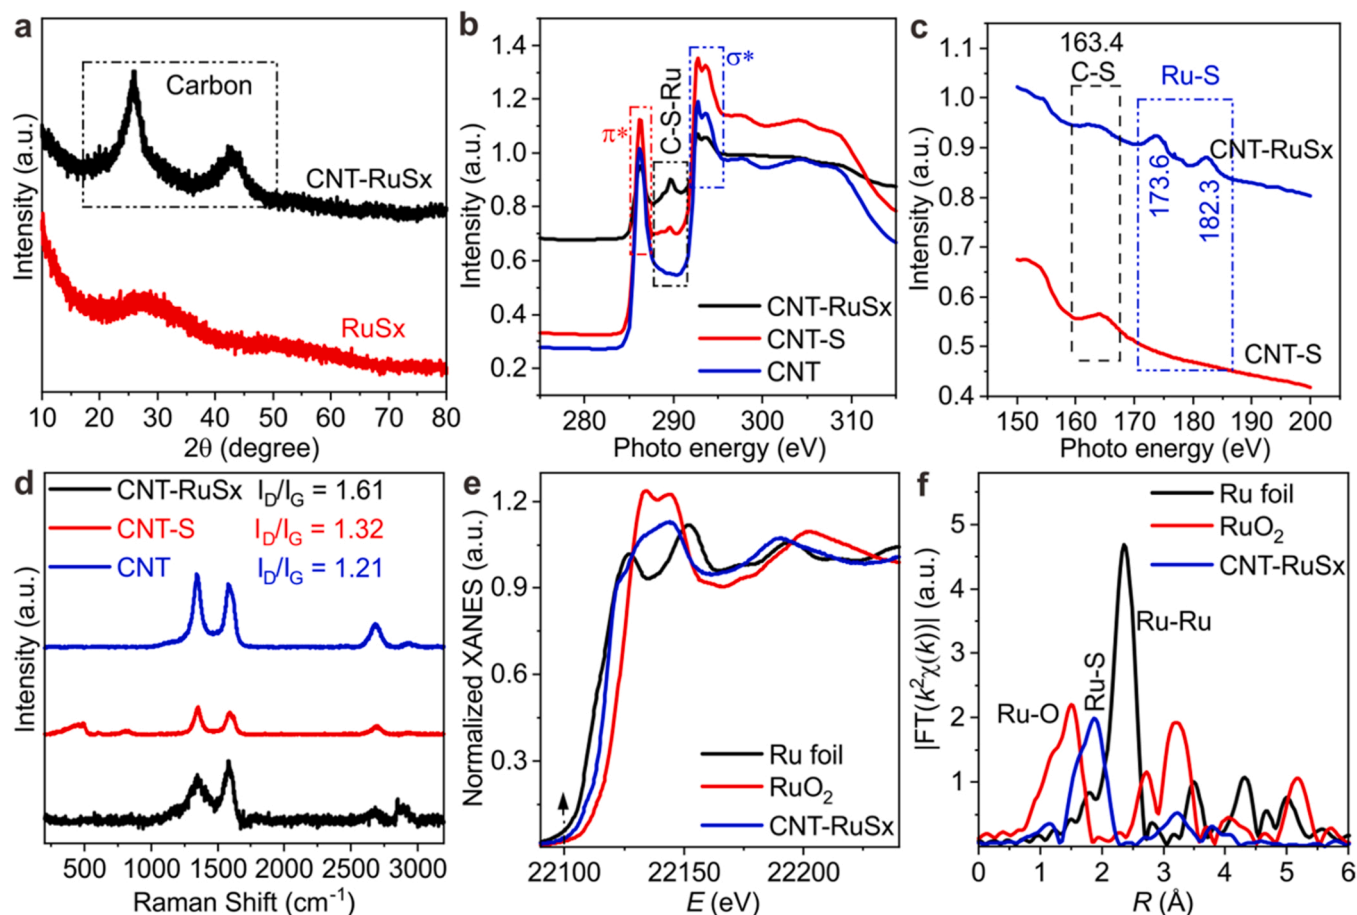 a
Carbon
CNT-RuSx
RuSx
Intensity (a.u.)
10 20 30 40 50 60 70 80
2θ (degree)
b
1.4
1.2
1.0
0.8
0.6
0.4
0.2
π*
C-S-Ru
σ*
CNT-RuSx
CNT-S
CNT
Intensity (a.u.)
280 290 300 310
Photo energy (eV)
c
1.1
1.0
0.9
0.8
0.7
0.6
0.5
0.4
163.4
C-S
Ru-S
CNT-RuSx
173.6
182.3
CNT-S
Intensity (a.u.)
150 160 170 180 190 200
Photo energy (eV)
d
CNT-RuSx I_D/I_G = 1.61
CNT-S I_D/I_G = 1.32
CNT I_D/I_G = 1.21
Intensity (a.u.)
500 1000 1500 2000 2500 3000
Raman Shift (cm⁻¹)
e
1.2
0.9
0.6
0.3
Ru foil
RuO₂
CNT-RuSx
Normalized XANES (a.u.)
22100 22150 22200
E (eV)
f
5
4
3
2
1
0
Ru foil
RuO₂
CNT-RuSx
Ru-Ru
Ru-S
Ru-O
|FT(k²χ(k))| (a.u.)
0 1 2 3 4 5 6
R (Å)